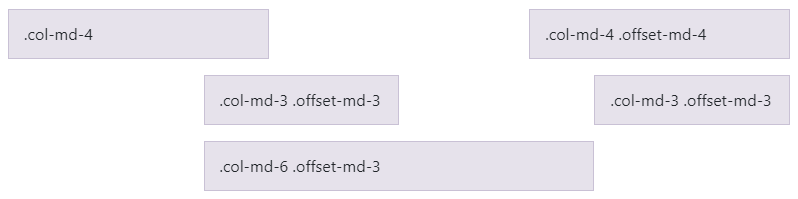 .col-md-4
.col-md-4 .offset-md-4
.col-md-3 .offset-md-3
.col-md-3 .offset-md-3
.col-md-6 .offset-md-3